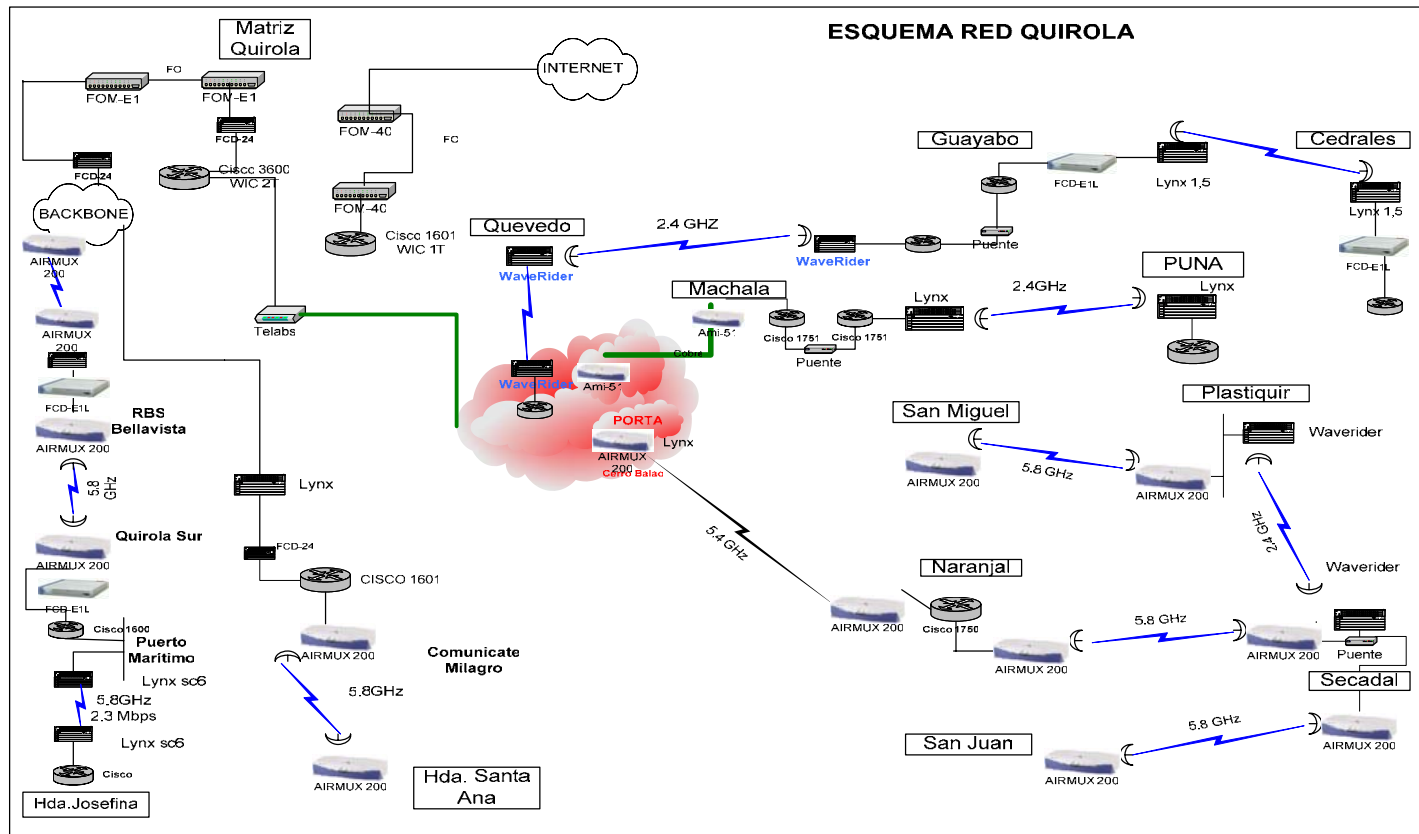 ESQUEMA RED QUIROLA
Matriz
Quirola
FO
FOM-E1
FOM-E1
FCD-24
FCD-24
Cisco 3600
WIC 2T
BACKBONE
INTERNET
FOM-40
FO
FOM-40
Cisco 1601
WIC 1T
AIRMUX
200
AIRMUX
200
FCD-E1L
RBS
Bellavista
AIRMUX 200
5.8
GHz
Quirola Sur
AIRMUX 200
FCD-E1L
Cisco 1600
Puerto
Marítimo
Lynx sc6
5.8GHz
2.3 Mbps
Lynx sc6
Cisco
Hda.Josefina
Telabs
Lynx
FCD-24
CISCO 1601
AIRMUX 200
Comunicate
Milagro
5.8GHz
AIRMUX 200
Hda. Santa
Ana
Quevedo
WaveRider
2.4 GHZ
WaveRider
Puente
Guayabo
FCD-E1L
Lynx 1,5
Cedrales
Lynx 1,5
FCD-E1L
Machala
Ami-51
Cobre
Cisco 1751
Puente
Cisco 1751
Lynx
2.4GHz
PUNA
Lynx
WaveRider
Ami-51
PORTA
AIRMUX
200
Lynx
Cerro Balao
5.4 GHz
San Miguel
AIRMUX 200
5.8 GHz
Plastiquir
AIRMUX 200
Waverider
2,4 GHz
Waverider
Naranjal
AIRMUX 200
Cisco 1750
AIRMUX 200
5.8 GHz
AIRMUX 200
Puente
Secadal
AIRMUX 200
5.8 GHz
San Juan
AIRMUX 200